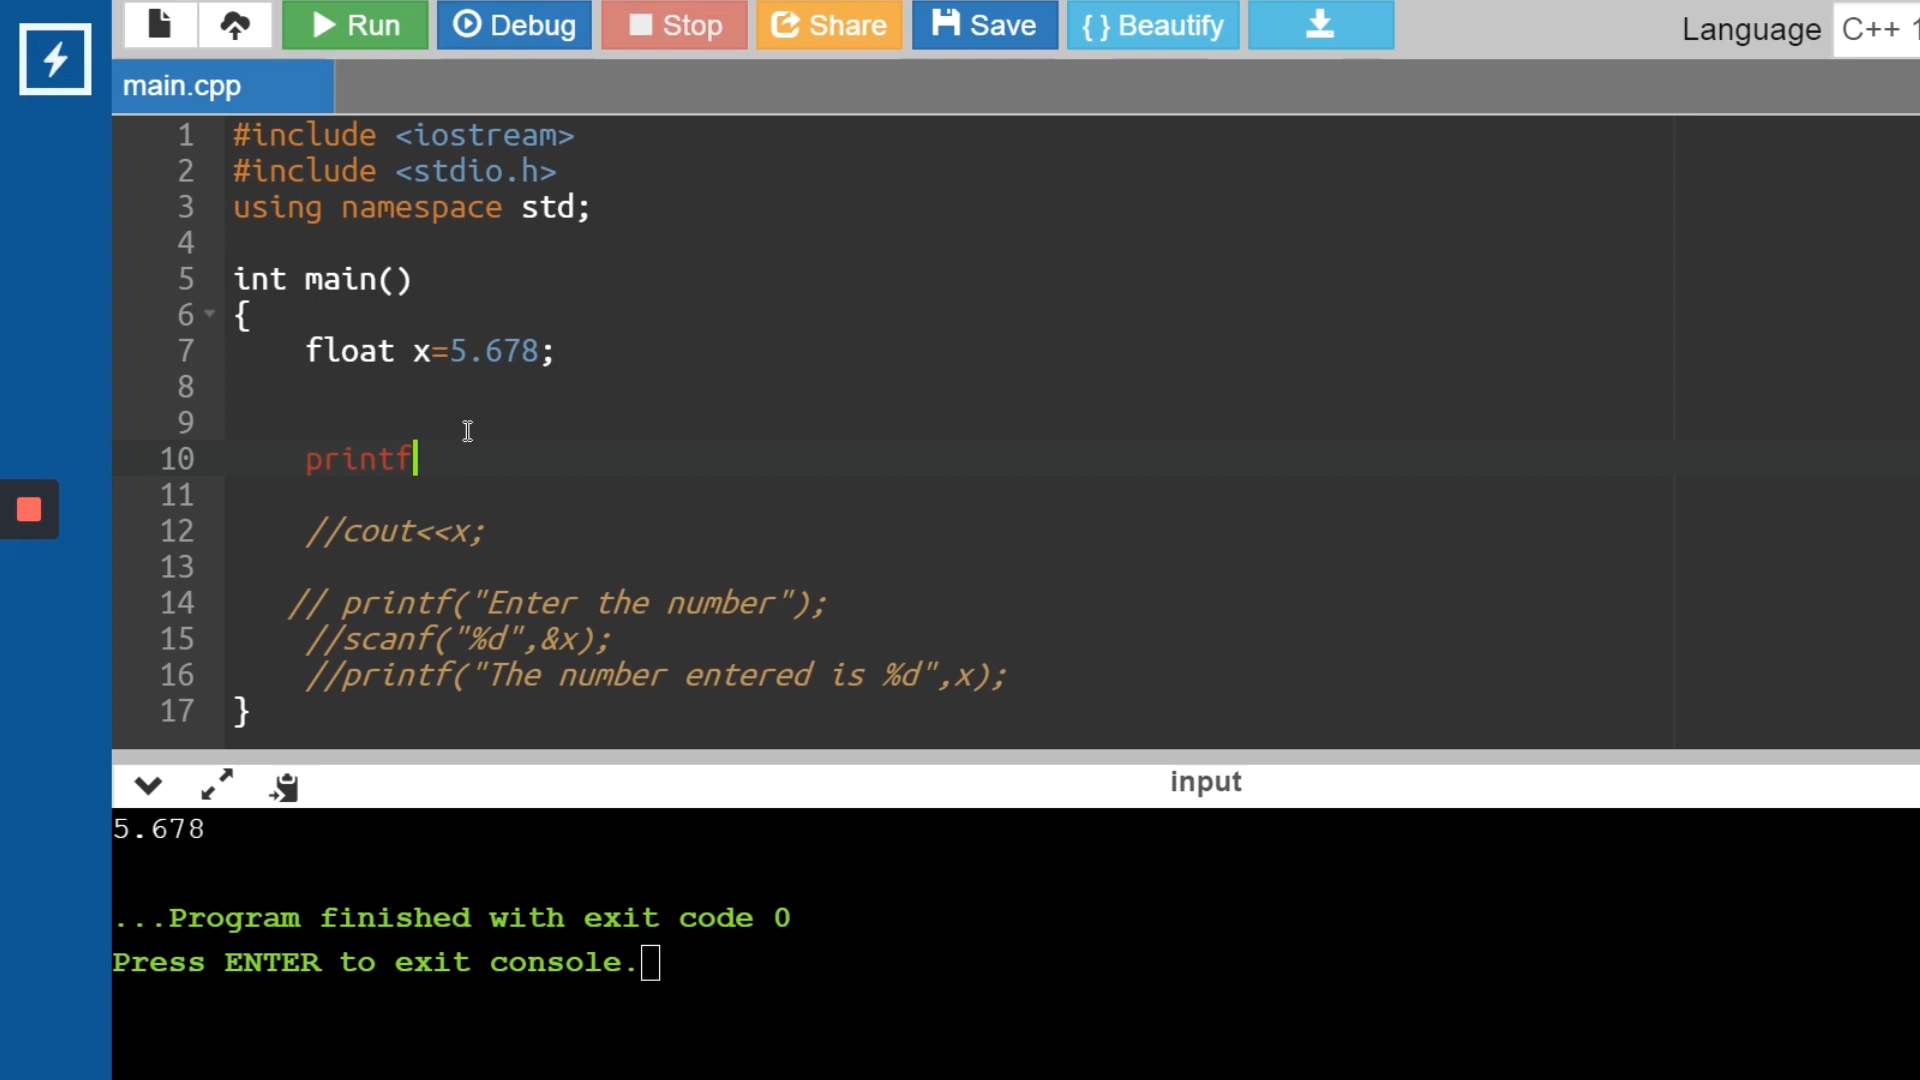 Run Debug Stop Share Save { } Beautify Language C++ 1
main.cpp
1 #include <iostream>
2 #include <stdio.h>
3 using namespace std;
4
5 int main()
6 {
7 float x=5.678;
8
9
10 printf
11
12 //cout<<x;
13
14 // printf("Enter the number");
15 //scanf("%d",&x);
16 //printf("The number entered is %d",x);
17 }
input
5.678
...Program finished with exit code 0
Press ENTER to exit console.